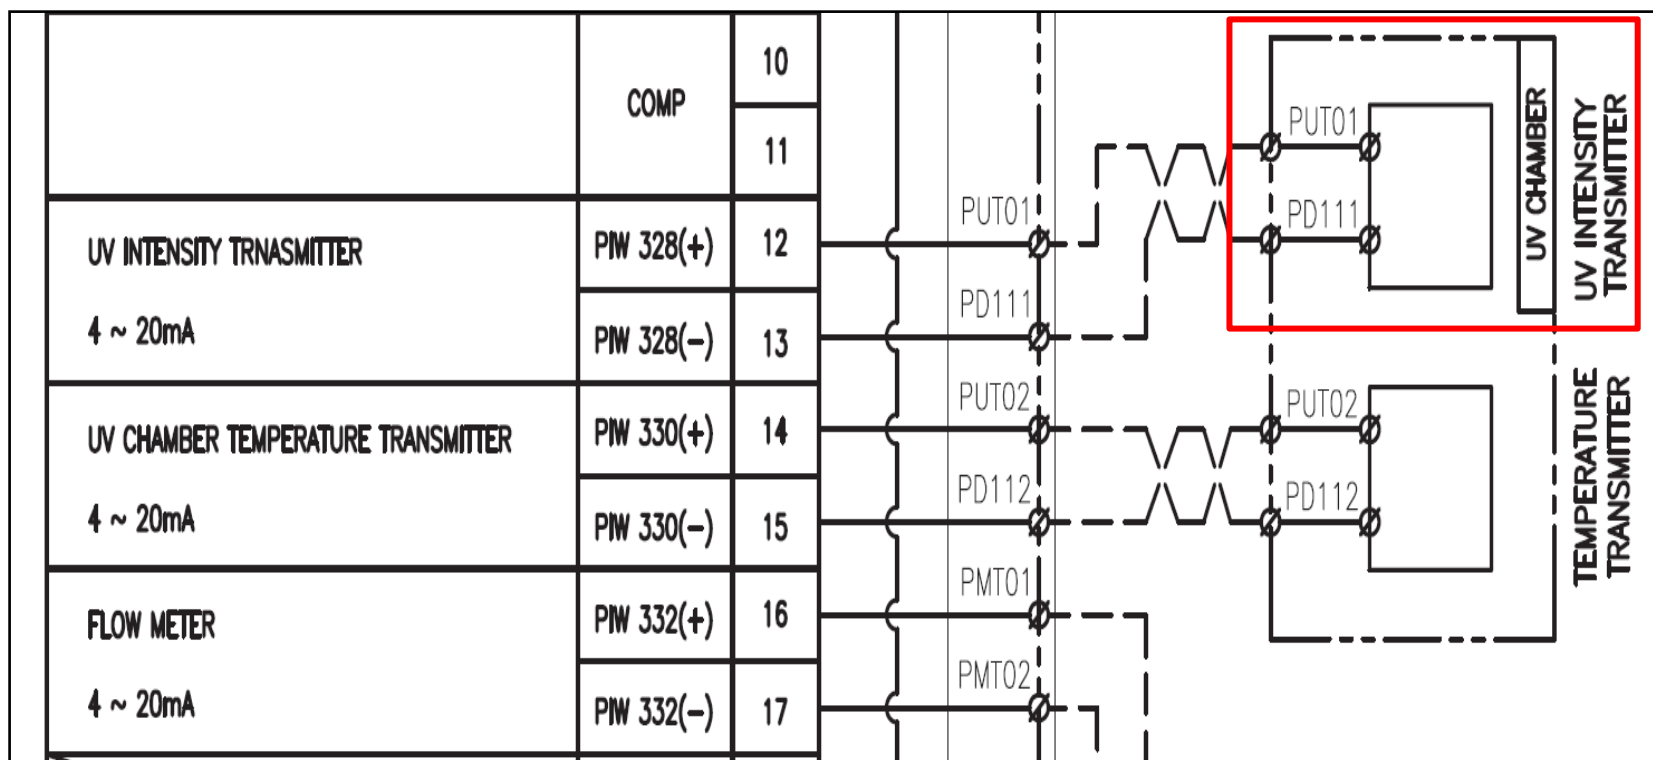 COMP
10
11
UV INTENSITY TRNASMITTER
4 ~ 20mA
PIW 328(+)
12
PIW 328(-)
13
UV CHAMBER TEMPERATURE TRANSMITTER
4 ~ 20mA
PIW 330(+)
14
PIW 330(-)
15
FLOW METER
4 ~ 20mA
PIW 332(+)
16
PIW 332(-)
17
PUT01
PD111
PUT02
PD112
PMT01
PMT02
PUT01
PD111
UV CHAMBER
UV INTENSITY
TRANSMITTER
PUT02
PD112
TEMPERATURE
TRANSMITTER